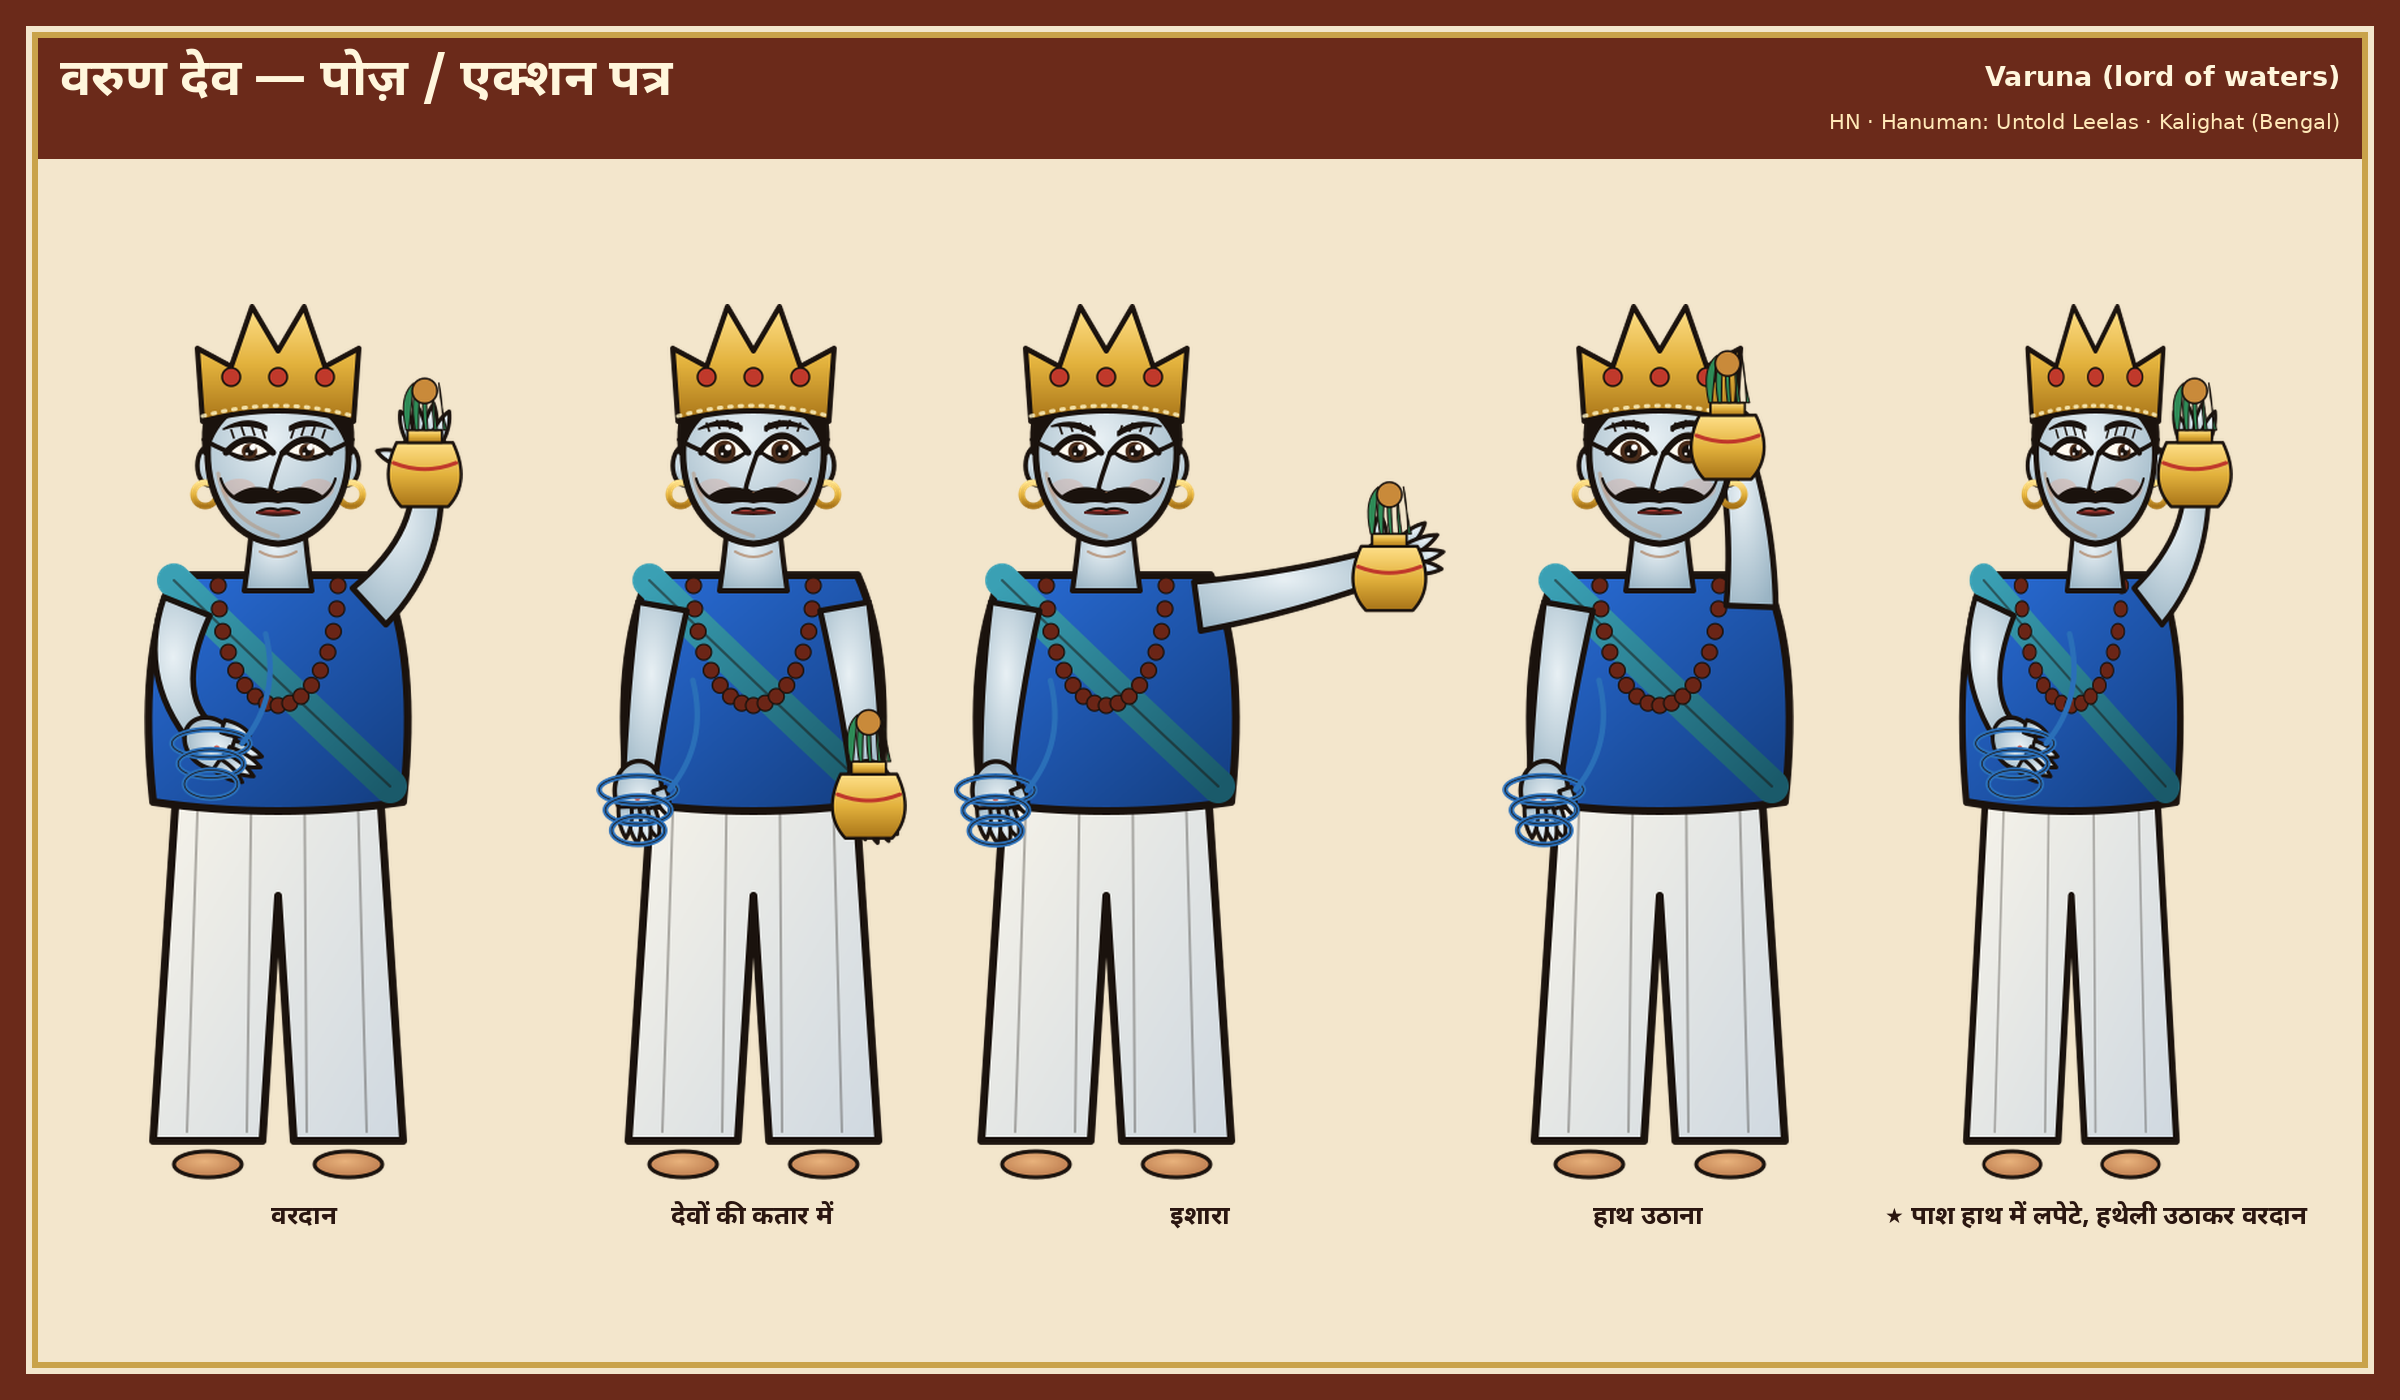 वरुण देव — पोज़ / एक्शन पत्र
Varuna (lord of waters)
HN · Hanuman: Untold Leelas · Kalighat (Bengal)
वरदान
देवों की कतार में
इशारा
हाथ उठाना
★ पाश हाथ में लपेटे, हथेली उठाकर वरदान